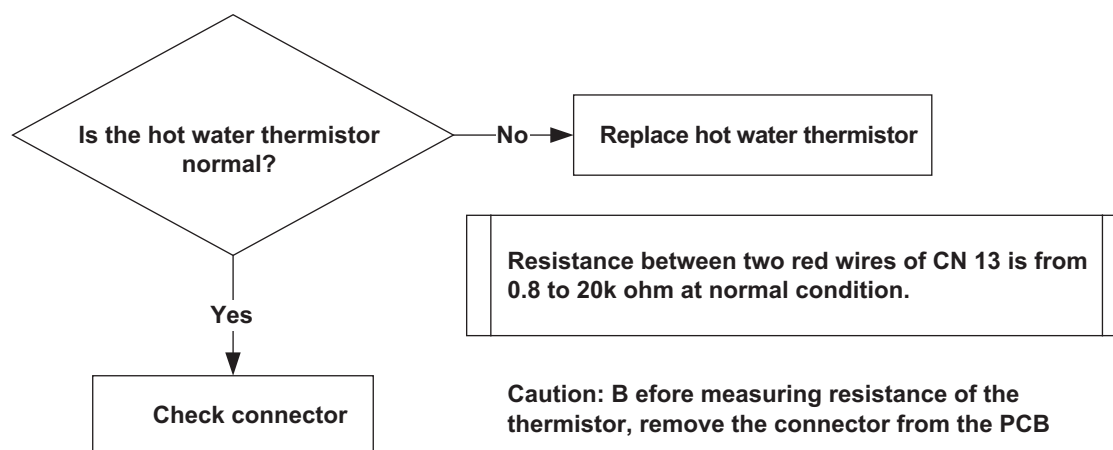 Is the hot water thermistor
normal?
No
Replace hot water thermistor
Resistance between two red wires of CN 13 is from
0.8 to 20k ohm at normal condition.
Yes
Check connector
Caution: B efore measuring resistance of the
thermistor, remove the connector from the PCB